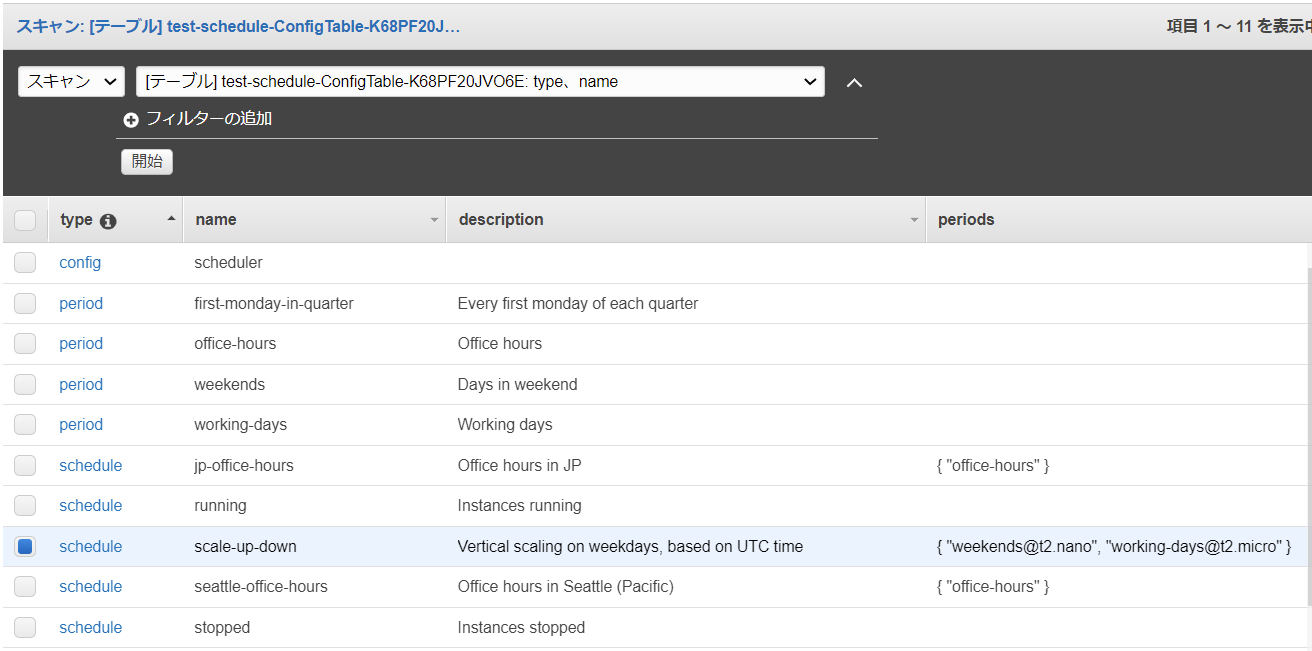 スキャン: [テーブル] test-schedule-ConfigTable-K68PF20J… 項目 1 ～ 11 を表示中
スキャン [テーブル] test-schedule-ConfigTable-K68PF20JVO6E: type、name
フィルターの追加
開始
type name description periods
config scheduler
period first-monday-in-quarter Every first monday of each quarter
period office-hours Office hours
period weekends Days in weekend
period working-days Working days
schedule jp-office-hours Office hours in JP { "office-hours" }
schedule running Instances running
schedule scale-up-down Vertical scaling on weekdays, based on UTC time { "weekends@t2.nano", "working-days@t2.micro" }
schedule seattle-office-hours Office hours in Seattle (Pacific) { "office-hours" }
schedule stopped Instances stopped